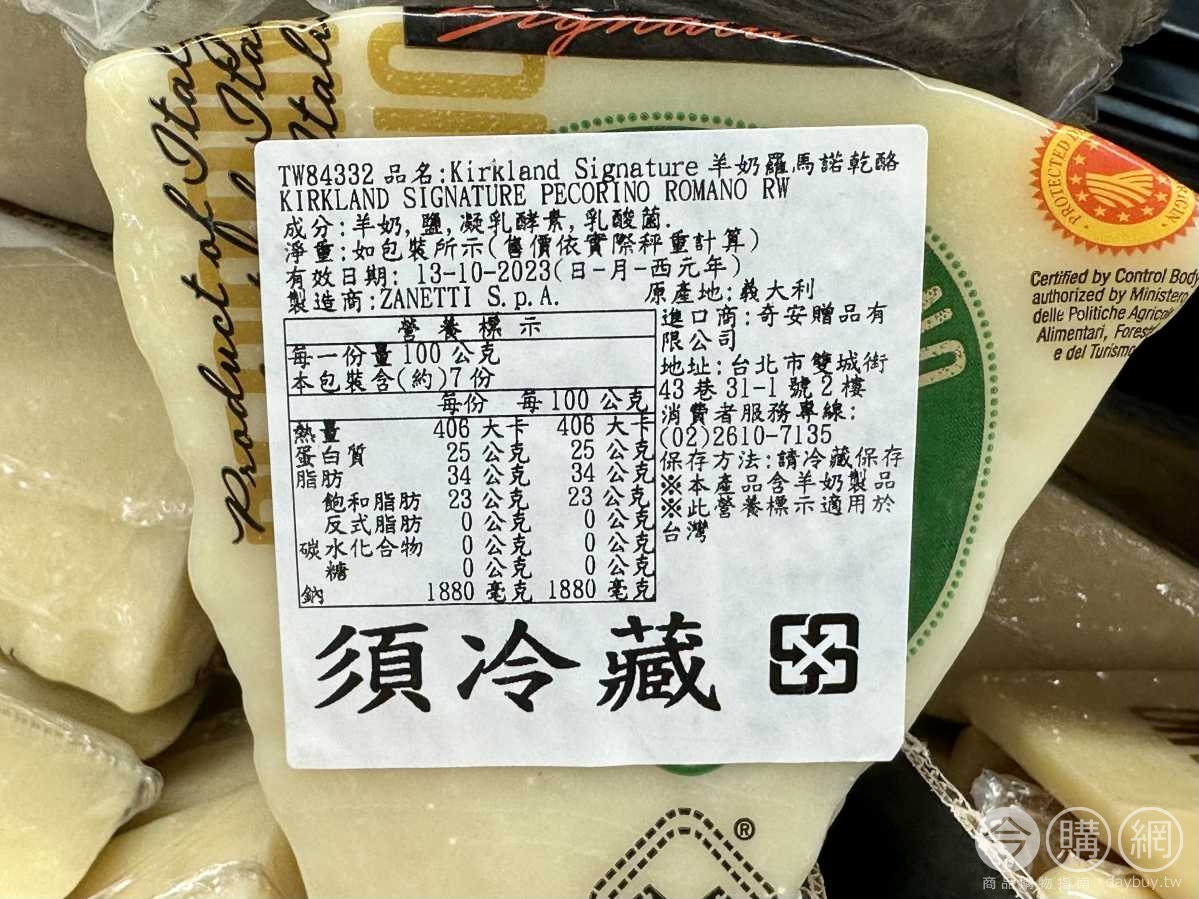 Signature
Product of Italy
TW84332 品名:Kirkland Signature 羊奶羅馬諾乾酪
KIRKLAND SIGNATURE PECORINO ROMANO RW
成分:羊奶,鹽,凝乳酵素,乳酸菌.
淨重:如包裝所示(售價依實際秤重計算)
有效日期: 13-10-2023(日-月-西元年)
製造商:ZANETTI S.p.A. 原產地:義大利
營養標示
每一份量 100 公克
本包裝含(約)7 份
每份 每 100 公克
熱量 406 大卡 406 大卡
蛋白質 25 公克 25 公克
脂肪 34 公克 34 公克
飽和脂肪 23 公克 23 公克
反式脂肪 0 公克 0 公克
碳水化合物 0 公克 0 公克
糖 0 公克 0 公克
鈉 1880 毫克 1880 毫克
進口商:奇安贈品有
限公司
地址:台北市雙城街
43 巷 31-1 號 2 樓
消費者服務專線:
(02)2610-7135
保存方法:請冷藏保存
※本產品含羊奶製品
※此營養標示適用於
台灣
須冷藏
PROTECTED
Certified by Control Body
authorized by Ministero
delle Politiche Agricole
Alimentari, Forest
e del Turismo
®
今購網
商品購物指南 daybuy.tw